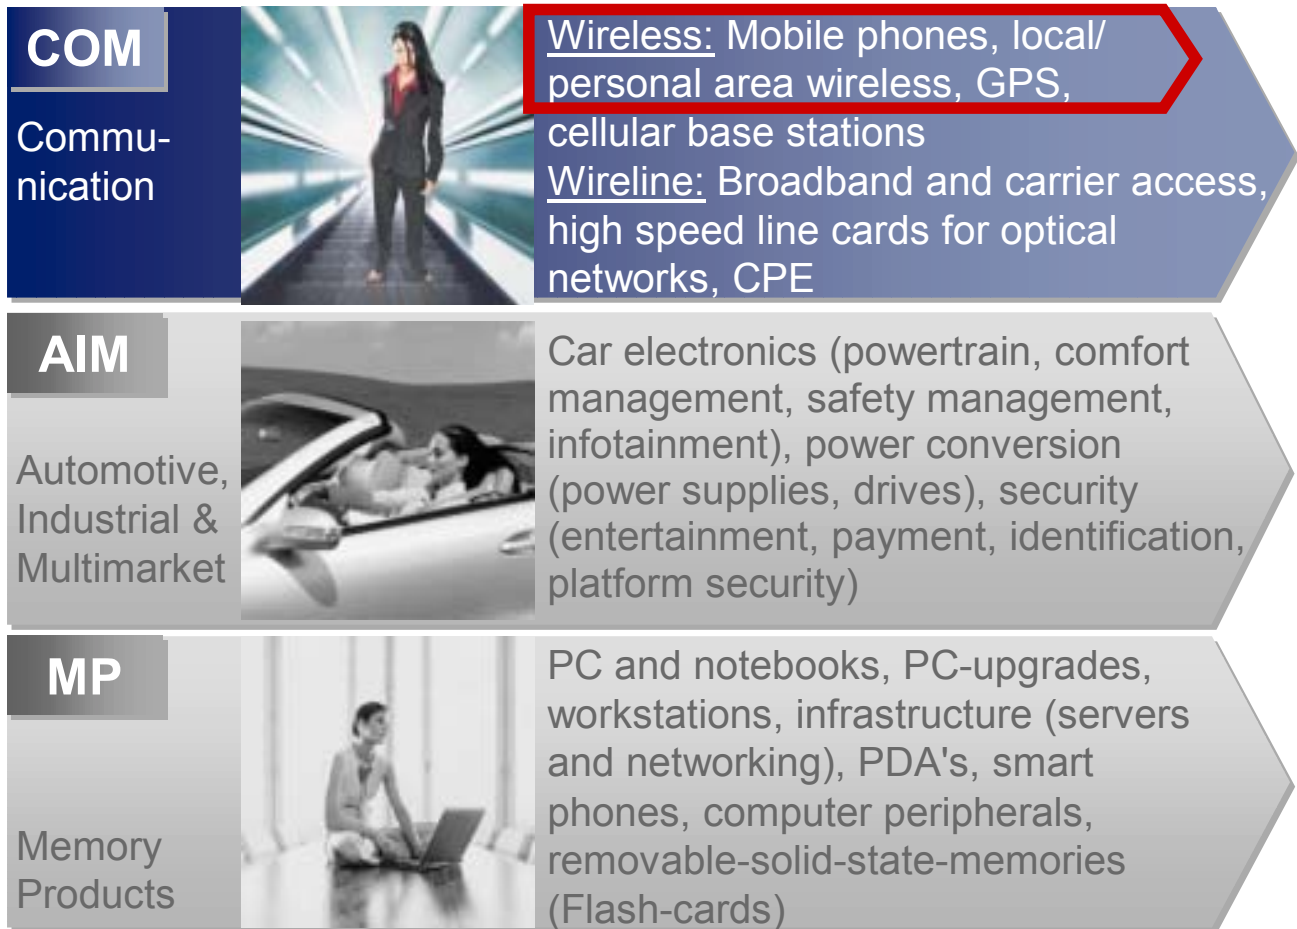 COM
Commu-
nication
Wireless: Mobile phones, local/
personal area wireless, GPS,
cellular base stations
Wireline: Broadband and carrier access,
high speed line cards for optical
networks, CPE
AIM
Automotive,
Industrial &
Multimarket
Car electronics (powertrain, comfort
management, safety management,
infotainment), power conversion
(power supplies, drives), security
(entertainment, payment, identification,
platform security)
MP
Memory
Products
PC and notebooks, PC-upgrades,
workstations, infrastructure (servers
and networking), PDA's, smart
phones, computer peripherals,
removable-solid-state-memories
(Flash-cards)